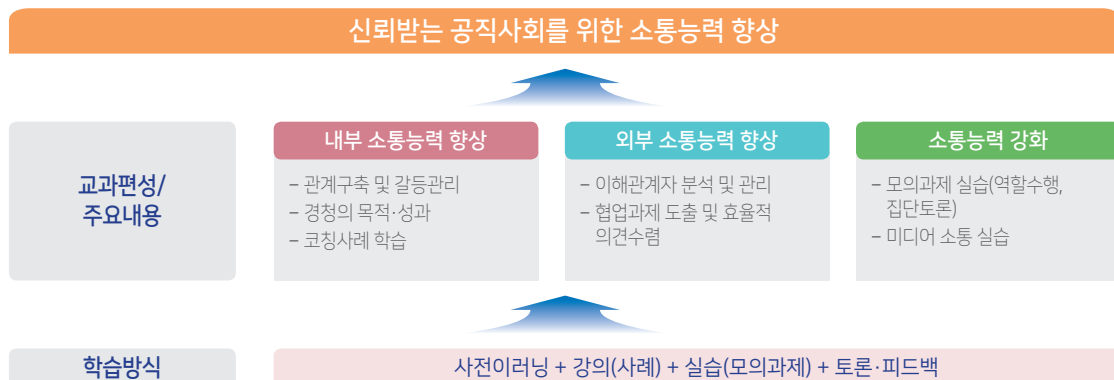 신뢰받는 공직사회를 위한 소통능력 향상
교과편성/
주요내용
내부 소통능력 향상
– 관계구축 및 갈등관리
– 경청의 목적·성과
– 코칭사례 학습
외부 소통능력 향상
– 이해관계자 분석 및 관리
– 협업과제 도출 및 효율적
의견수렴
소통능력 강화
– 모의과제 실습(역할수행,
집단토론)
– 미디어 소통 실습
학습방식
사전이러닝 + 강의(사례) + 실습(모의과제) + 토론·피드백